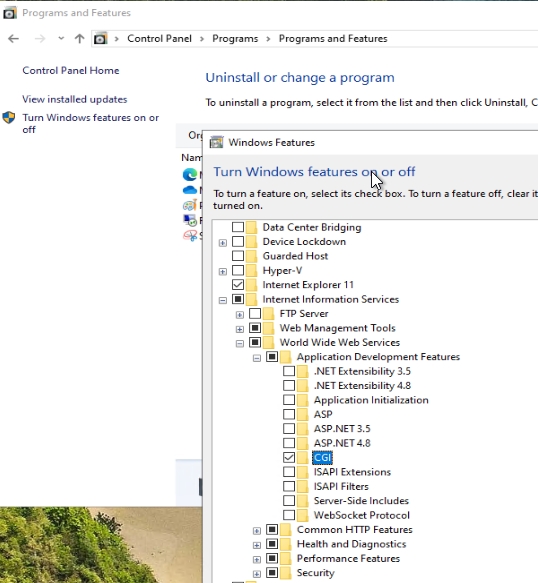 Programs and Features
Control Panel > Programs > Programs and Features
Control Panel Home
View installed updates
Turn Windows features on or
off
Uninstall or change a program
To uninstall a program, select it from the list and then click Uninstall, C
Windows Features
Turn Windows features on or off
To turn a feature on, select its check box. To turn a feature off, clear it
turned on.
Data Center Bridging
Device Lockdown
Guarded Host
Hyper-V
Internet Explorer 11
Internet Information Services
FTP Server
Web Management Tools
World Wide Web Services
Application Development Features
.NET Extensibility 3.5
.NET Extensibility 4.8
Application Initialization
ASP
ASP.NET 3.5
ASP.NET 4.8
CGI
ISAPI Extensions
ISAPI Filters
Server-Side Includes
WebSocket Protocol
Common HTTP Features
Health and Diagnostics
Performance Features
Security